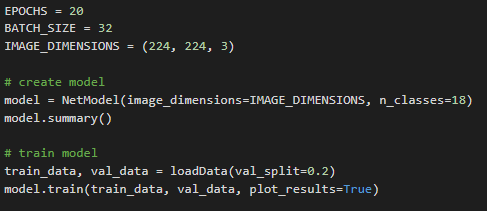 EPOCHS = 20
BATCH_SIZE = 32
IMAGE_DIMENSIONS = (224, 224, 3)
# create model
model = NetModel(image_dimensions=IMAGE_DIMENSIONS, n_classes=18)
model.summary()
# train model
train_data, val_data = loadData(val_split=0.2)
model.train(train_data, val_data, plot_results=True)